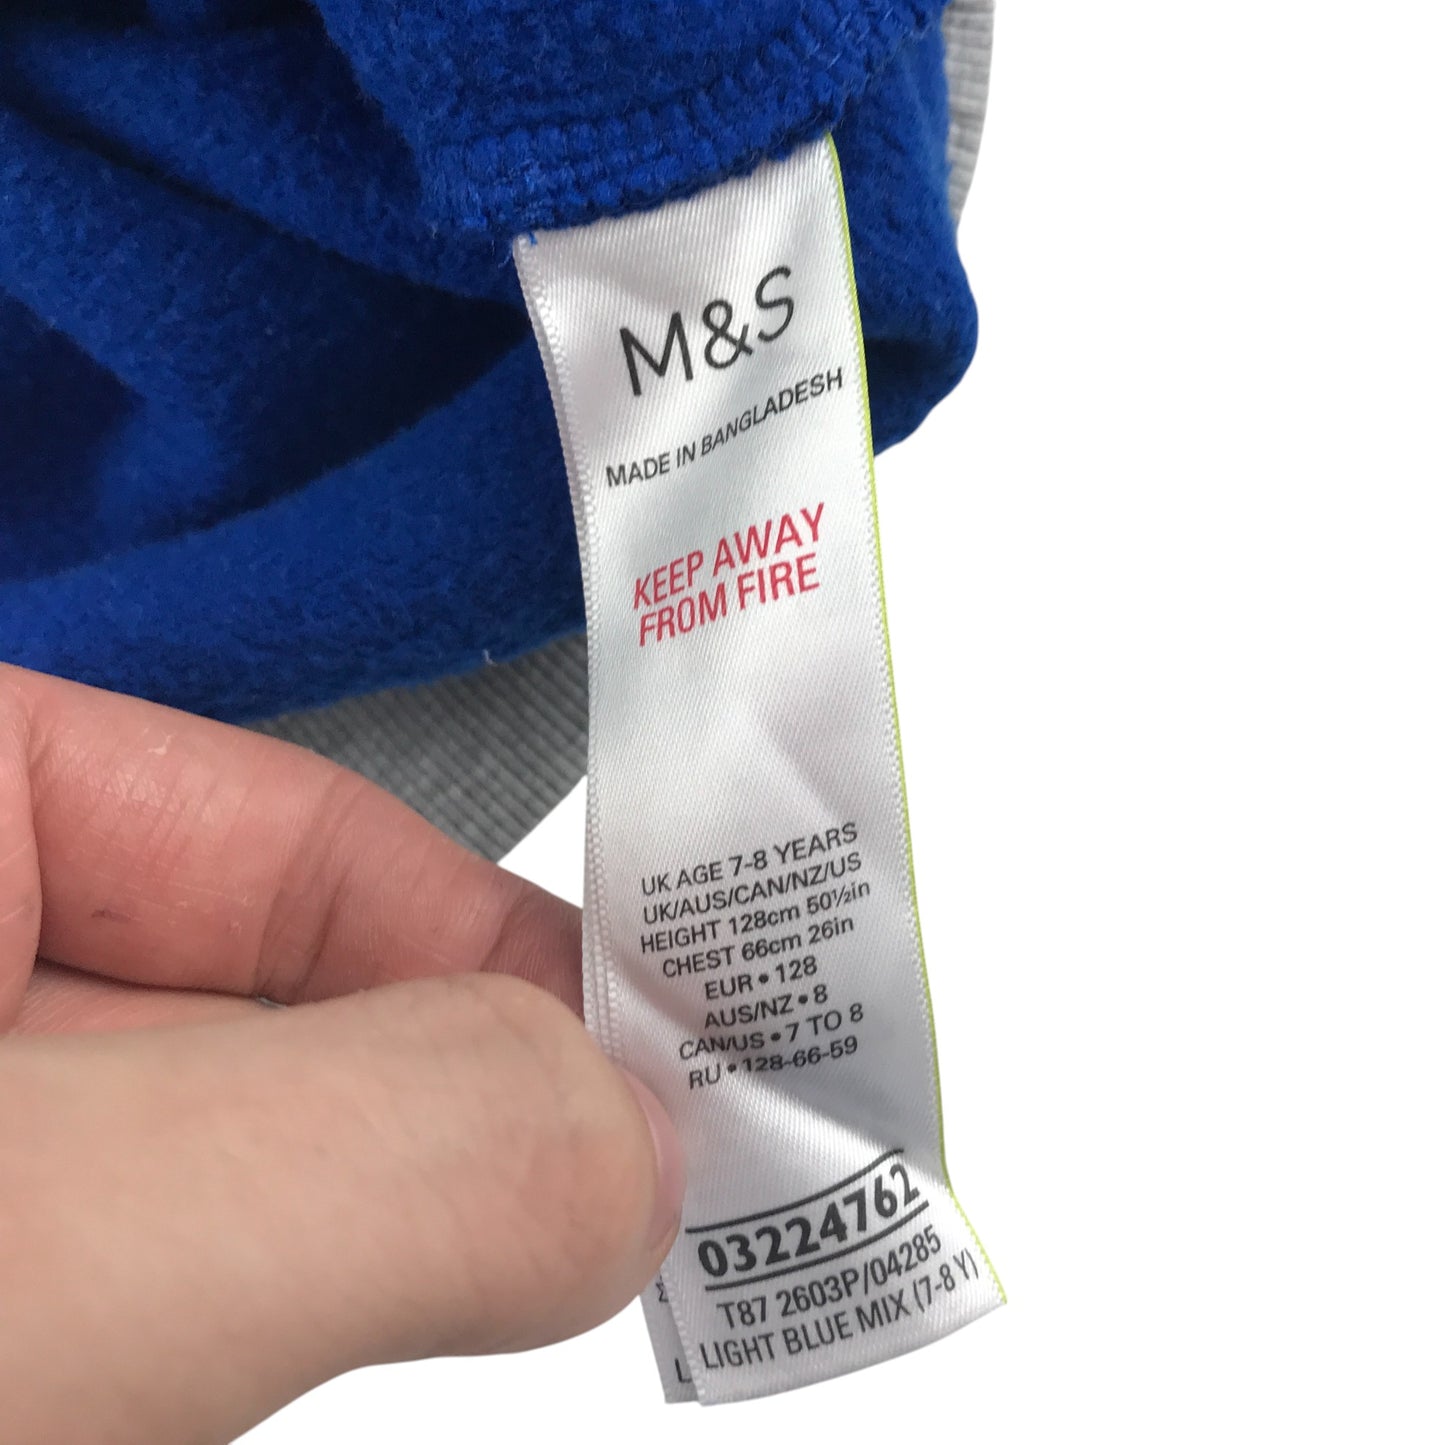 M&S
MADE IN BANGLADESH
KEEP AWAY
FROM FIRE
UK AGE 7-8 YEARS
UK/AUS/CAN/NZ/US
HEIGHT 128cm 50½in
CHEST 66cm 26in
EUR • 128
AUS/NZ • 8
CAN/US • 7 TO 8
RU • 128-66-59
03224762
T87 2603P/04285
LIGHT BLUE MIX (7-8 Y)